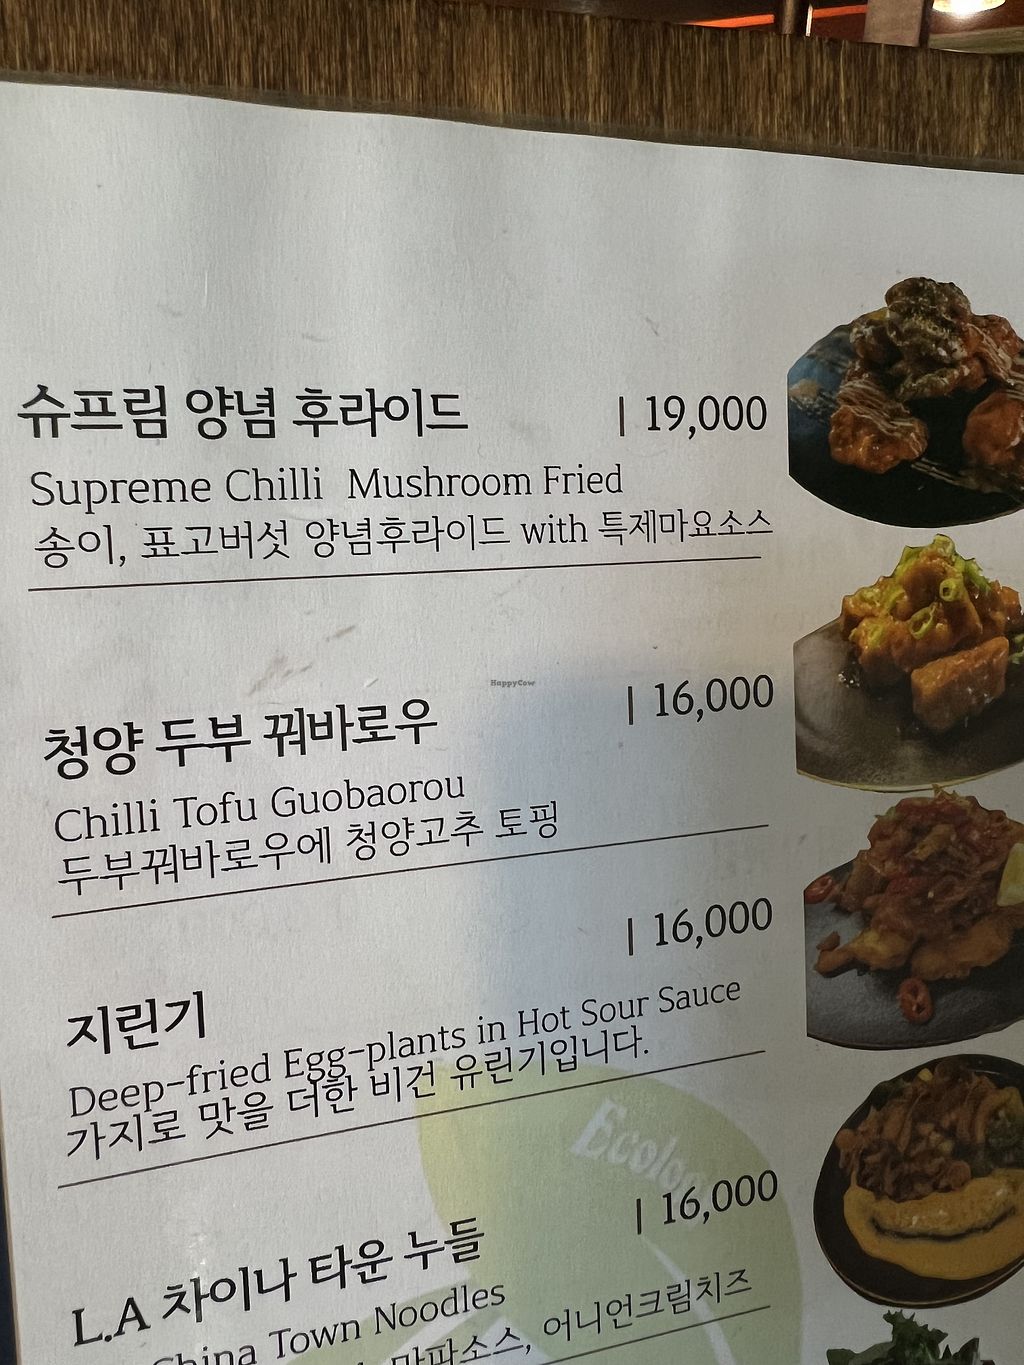 슈프림 양념 후라이드 | 19,000
Supreme Chilli Mushroom Fried
송이, 표고버섯 양념후라이드 with 특제마요소스
HappyCow
청양 두부 꿔바로우 | 16,000
Chilli Tofu Guobaorou
두부꿔바로우에 청양고추 토핑
지린기 | 16,000
Deep-fried Egg-plants in Hot Sour Sauce
가지로 맛을 더한 비건 유린기입니다.
L.A 차이나 타운 누들 | 16,000
China Town Noodles
마파소스, 어니언크림치즈